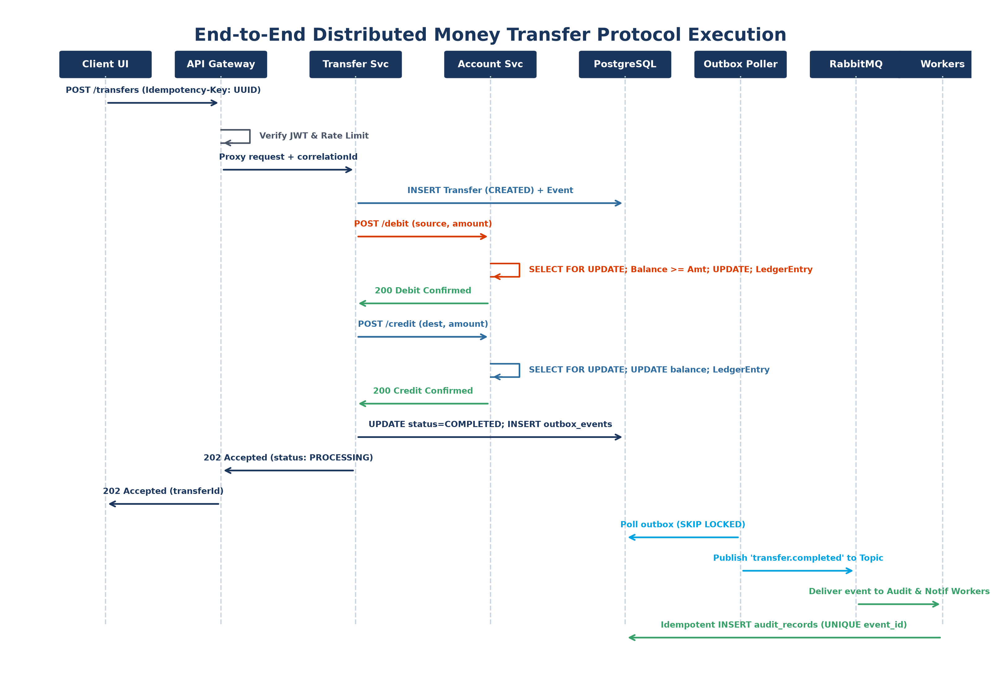 End-to-End Distributed Money Transfer Protocol Execution
Client UI
API Gateway
Transfer Svc
Account Svc
PostgreSQL
Outbox Poller
RabbitMQ
Workers
POST /transfers (Idempotency-Key: UUID)
Verify JWT & Rate Limit
Proxy request + correlationId
INSERT Transfer (CREATED) + Event
POST /debit (source, amount)
SELECT FOR UPDATE; Balance >= Amt; UPDATE; LedgerEntry
200 Debit Confirmed
POST /credit (dest, amount)
SELECT FOR UPDATE; UPDATE balance; LedgerEntry
200 Credit Confirmed
UPDATE status=COMPLETED; INSERT outbox_events
202 Accepted (status: PROCESSING)
202 Accepted (transferId)
Poll outbox (SKIP LOCKED)
Publish 'transfer.completed' to Topic
Deliver event to Audit & Notif Workers
Idempotent INSERT audit_records (UNIQUE event_id)